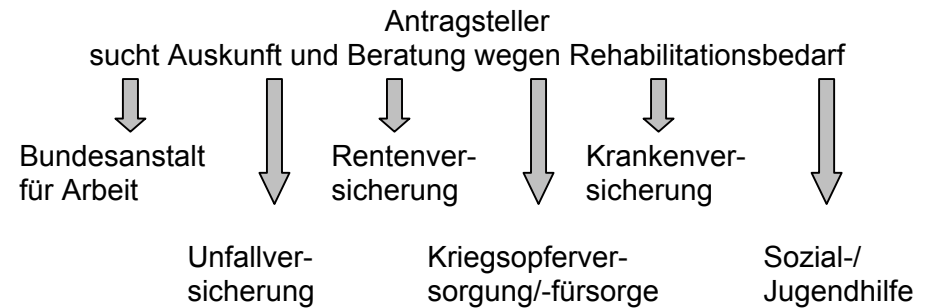 Antragsteller
sucht Auskunft und Beratung wegen Rehabilitationsbedarf
Bundesanstalt
für Arbeit
Rentenver-
sicherung
Krankenver-
sicherung
Unfallver-
sicherung
Kriegsopferver-
sorgung/-fürsorge
Sozial-/
Jugendhilfe